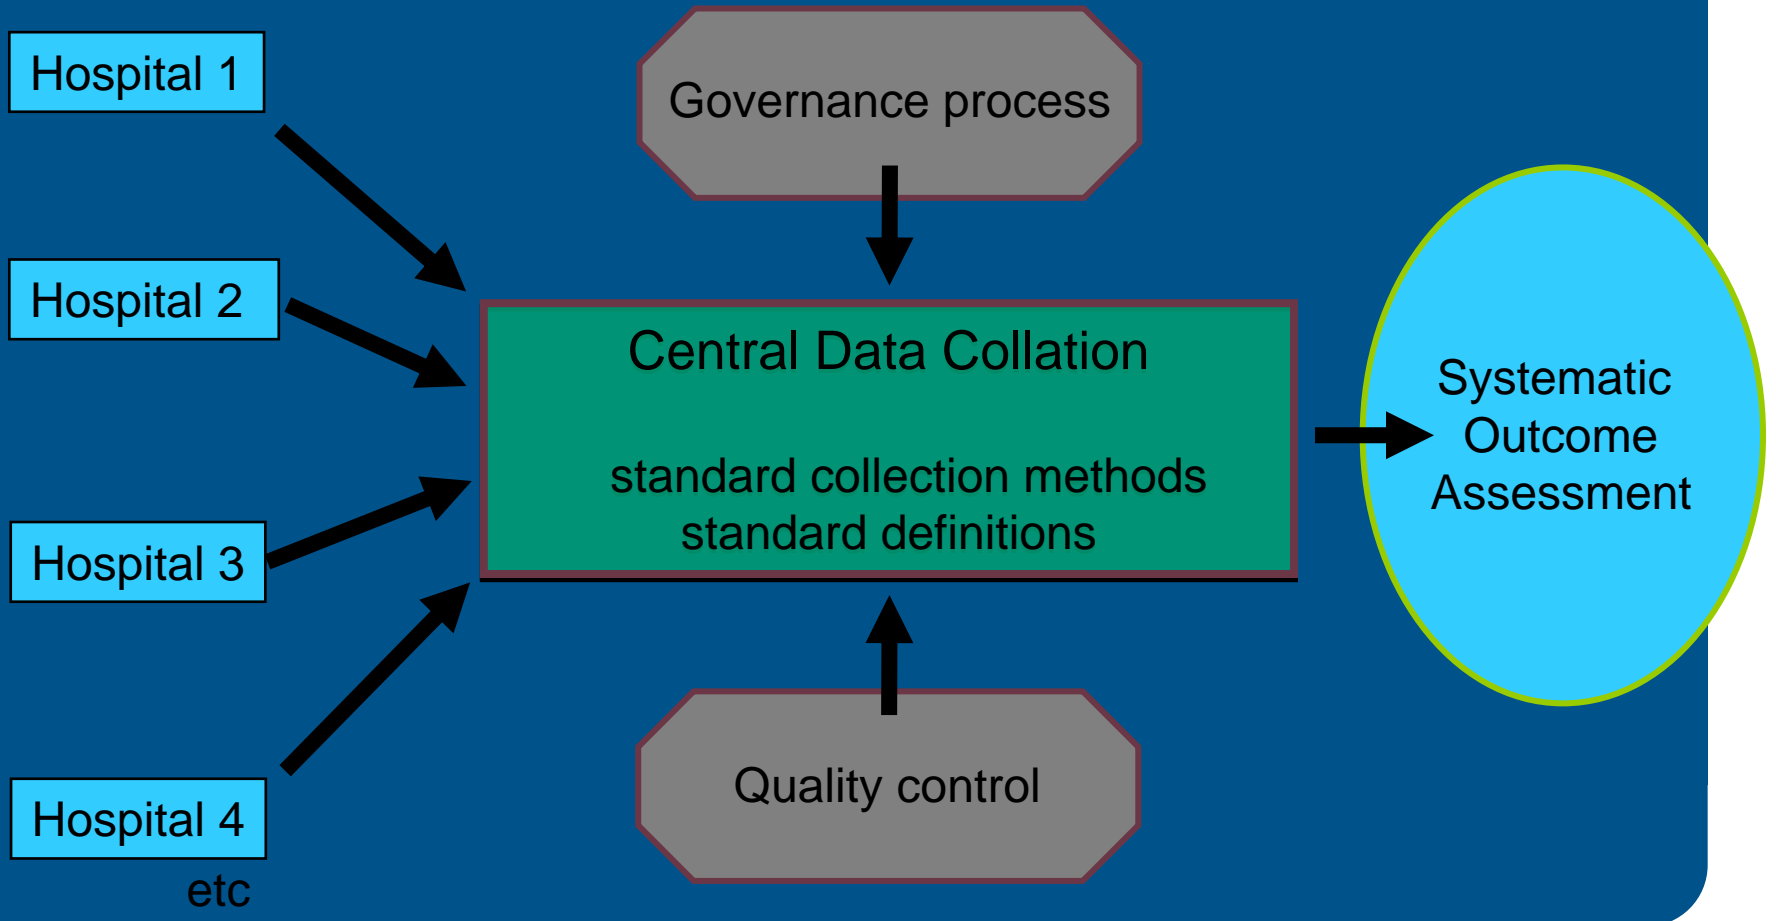 Hospital 1
Governance process
Hospital 2
Central Data Collation
standard collection methods
standard definitions
Systematic
Outcome
Assessment
Hospital 3
Quality control
Hospital 4
etc